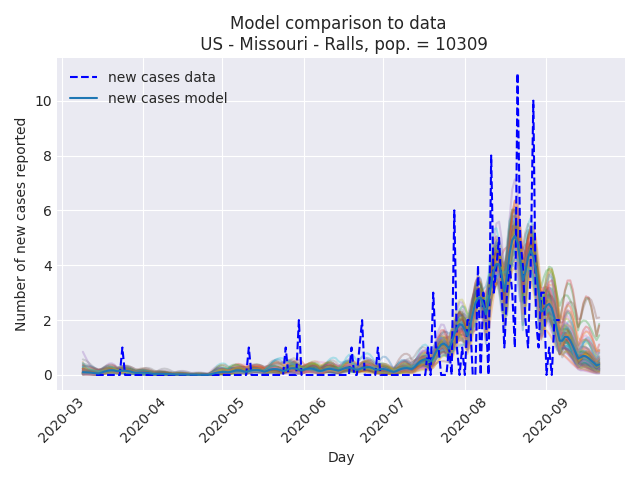 Model comparison to data
US - Missouri - Ralls, pop. = 10309
new cases data
new cases model
Number of new cases reported
10
8
6
4
2
0
2020-03
2020-04
2020-05
2020-06
2020-07
2020-08
2020-09
Day